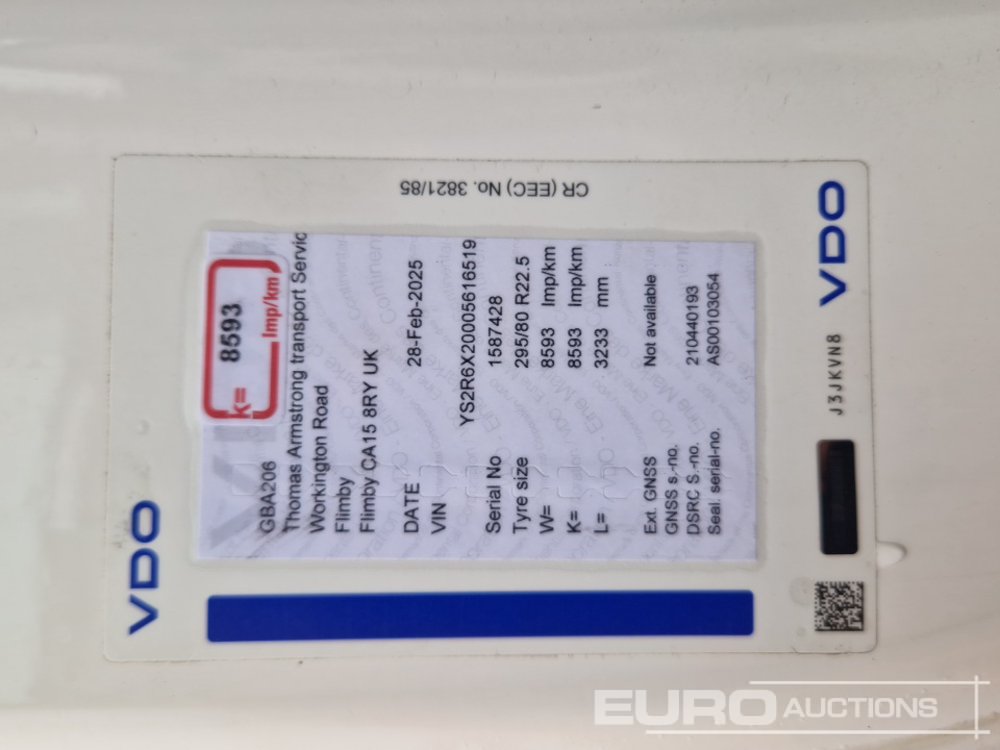 CR (EEC) No. 3821/85
VDO
k= 8593 Imp/km
GBA206
Thomas Armstrong transport Servic
Workington Road
Flimby
Flimby CA15 8RY UK
DATE 28-Feb-2025
VIN YS2R6X20005616519
Serial No 1587428
Tyre size 295/80 R22.5
W= 8593 Imp/km
K= 8593 Imp/km
L= 3233 mm
Ext. GNSS Not available
GNSS s.-no.
DSRC S.-no. 210440193
Seal. serial-no. AS00103054
J3JKVN8
VDO
EURO AUCTIONS